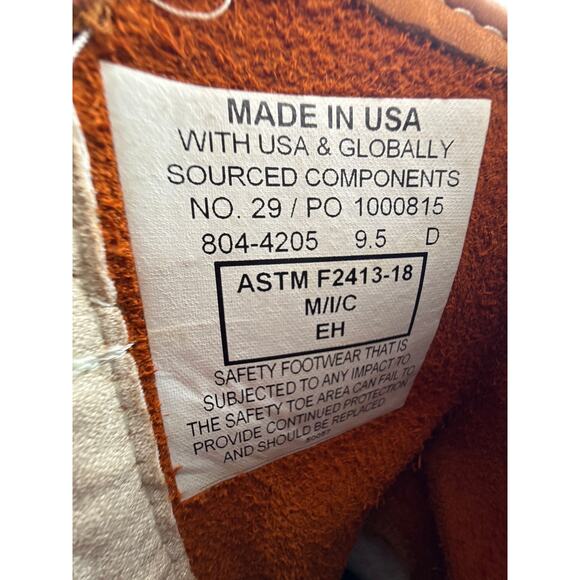 MADE IN USA
WITH USA & GLOBALLY
SOURCED COMPONENTS
NO. 29 / PO 1000815
804-4205 9.5 D
ASTM F2413-18
M/I/C
EH
SAFETY FOOTWEAR THAT IS
SUBJECTED TO ANY IMPACT TO
THE SAFETY TOE AREA CAN FAIL TO
PROVIDE CONTINUED PROTECTION
AND SHOULD BE REPLACED